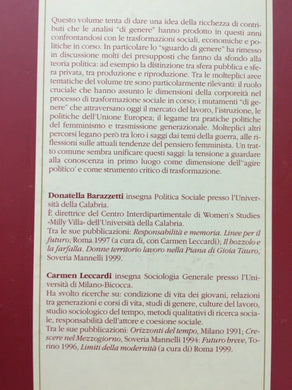 Questo volume tenta di dare una idea della ricchezza di contri-
buti che le analisi “di genere” hanno prodotto in questi anni
confrontandosi con le trasformazioni sociali, economiche e po-
litiche in corso. In particolare lo “sguardo di genere” ha rimesso
in discussione molti dei presupposti che fanno da sfondo alla
teoria politica: ad esempio la distinzione tra sfera pubblica e sfe-
ra privata, tra produzione e riproduzione. Tra le molteplici aree
tematiche del volume tre sono particolarmente rilevanti: il ruolo
cruciale che hanno assunto le dimensioni della corporeità nel
processo di trasformazione sociale in corso; i mutamenti “di ge-
nere” che attraversano oggi il mercato del lavoro, l’istruzione, le
politiche dell’Unione Europea; il legame tra pratiche politiche
del femminismo e trasmissione generazionale. Molteplici altri
percorsi legano però tra loro i saggi dai temi della guerra, alle ri-
flessioni sulle attuali tendenze del pensiero femminista. Un trat-
to comune sembra unificare questi saggi: la tensione a guardare
alla conoscenza in primo luogo come dimensione dell’“agire
politico” e come strumento critico di trasformazione.
Donatella Barazzetti insegna Politica Sociale presso l’Univer-
sità della Calabria.
È direttrice del Centro Interdipartimentale di Women’s Studies
«Milly Villa» dell’Università della Calabria.
Tra le sue pubblicazioni: Responsabilità e memoria. Linee per il
futuro, Roma 1997 (a cura di, con Carmen Leccardi); Il bozzolo e
la farfalla. Donne territorio lavoro nella Piana di Gioia Tauro,
Soveria Mannelli 1999.
Carmen Leccardi insegna Sociologia Generale presso l’Uni-
versità di Milano-Bicocca.
Ha svolto ricerche su: condizione di vita dei giovani, relazioni
tra generazioni e corsi di vita, studi di genere, culture del lavoro,
studio sociologico del tempo, metodi qualitativi di ricerca socia-
le, responsabilità dell’attore e coesione sociale.
Tra le sue pubblicazioni: Orizzonti del tempo, Milano 1991; Cre-
scere nel Mezzogiorno, Soveria Mannelli 1994; Futuro breve, To-
rino 1996, Limiti della modernità (a cura di) Roma 1999.